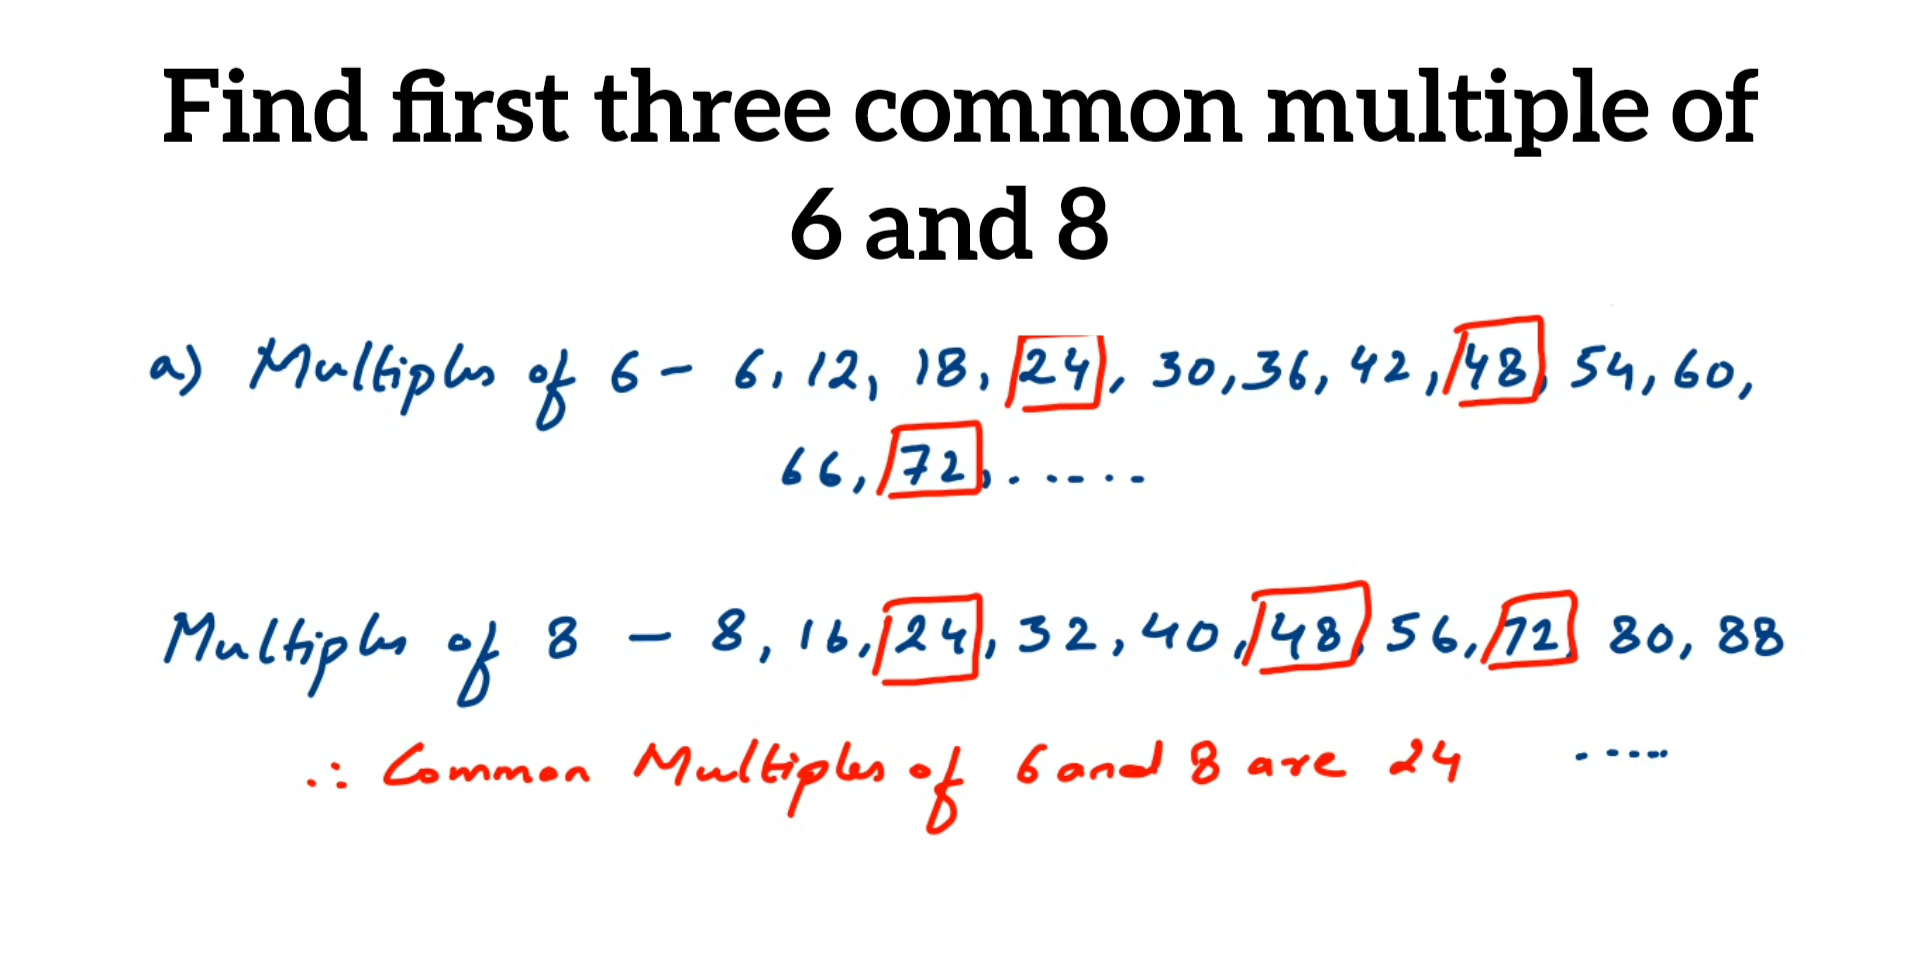 Find first three common multiple of
6 and 8
a) Multiples of 6 - 6, 12, 18, 24, 30, 36, 42, 48, 54, 60,
66, 72, . . . . . .
Multiples of 8 - 8, 16, 24, 32, 40, 48, 56, 72, 80, 88
∴ Common Multiples of 6 and 8 are 24 .....